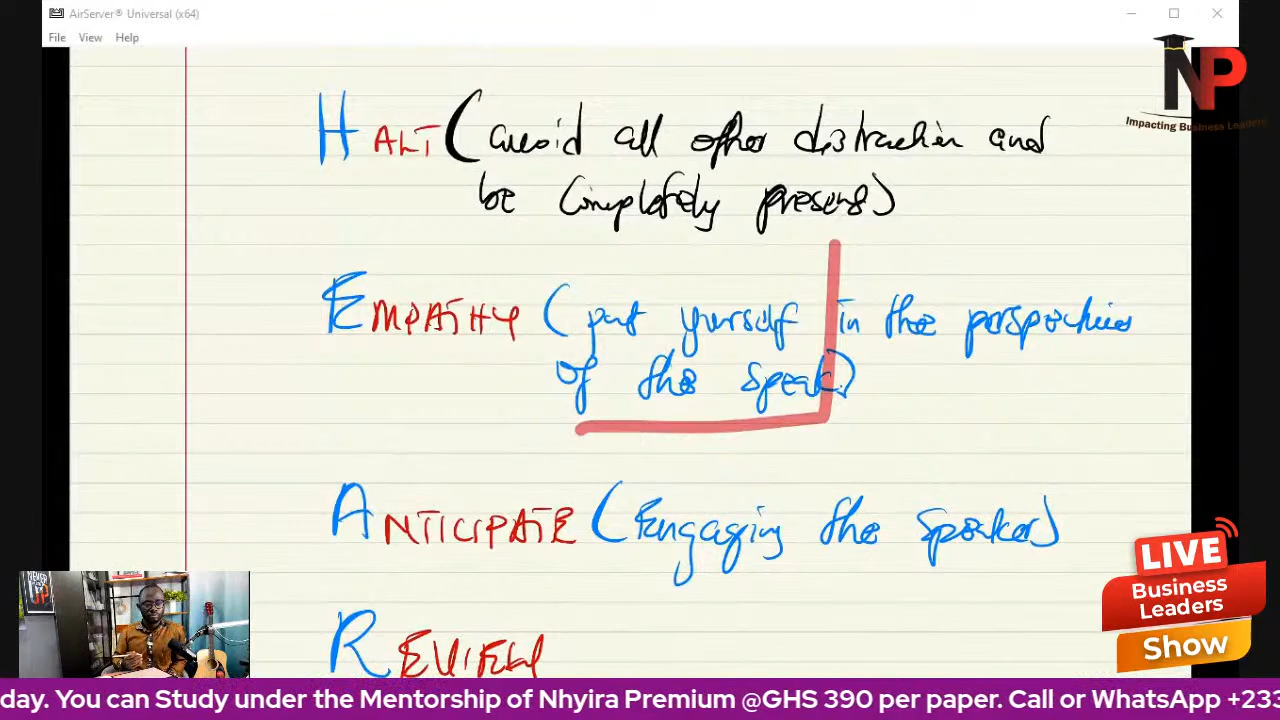 AirServer® Universal (x64)
File View Help
NP
Impacting Business Leaders
HALT (avoid all other distraction and
be completely present)
EMPATHY (put yourself in the perspective
of the speak)
ANTICIPATE (Engaging the speaker)
REVIEW
LIVE
Business
Leaders
Show
day. You can Study under the Mentorship of Nhyira Premium @GHS 390 per paper. Call or WhatsApp +233